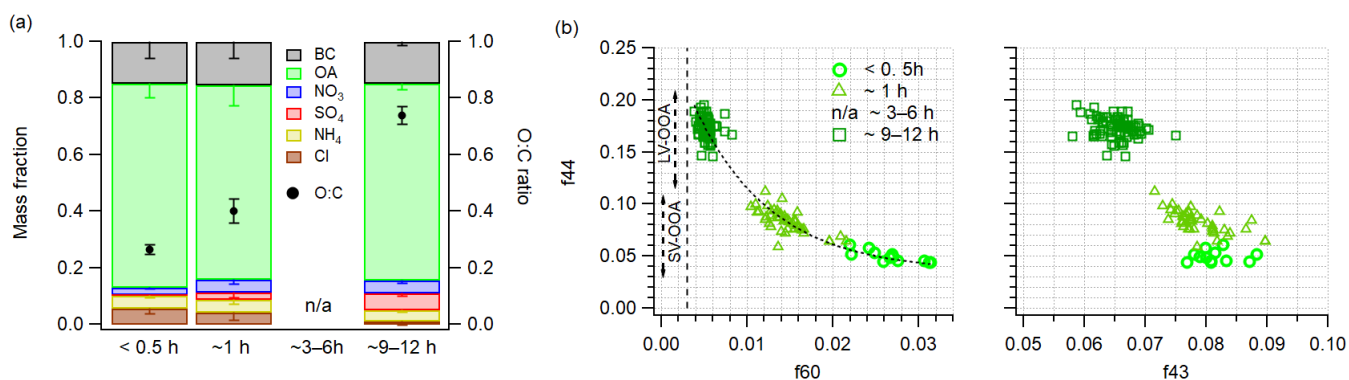 (a)
1.0
0.8
0.6
0.4
0.2
0.0
Mass fraction
BC
OA
NO3
SO4
NH4
Cl
O:C
n/a
< 0.5 h
~1 h
~3–6h
~9–12 h
1.0
0.8
0.6
0.4
0.2
0.0
O:C ratio
(b)
0.25
0.20
0.15
0.10
0.05
0.00
f44
LV-OOA
SV-OOA
< 0. 5h
~ 1 h
n/a ~ 3–6 h
~ 9–12 h
0.00
0.01
0.02
0.03
f60
0.05
0.06
0.07
0.08
0.09
0.10
f43